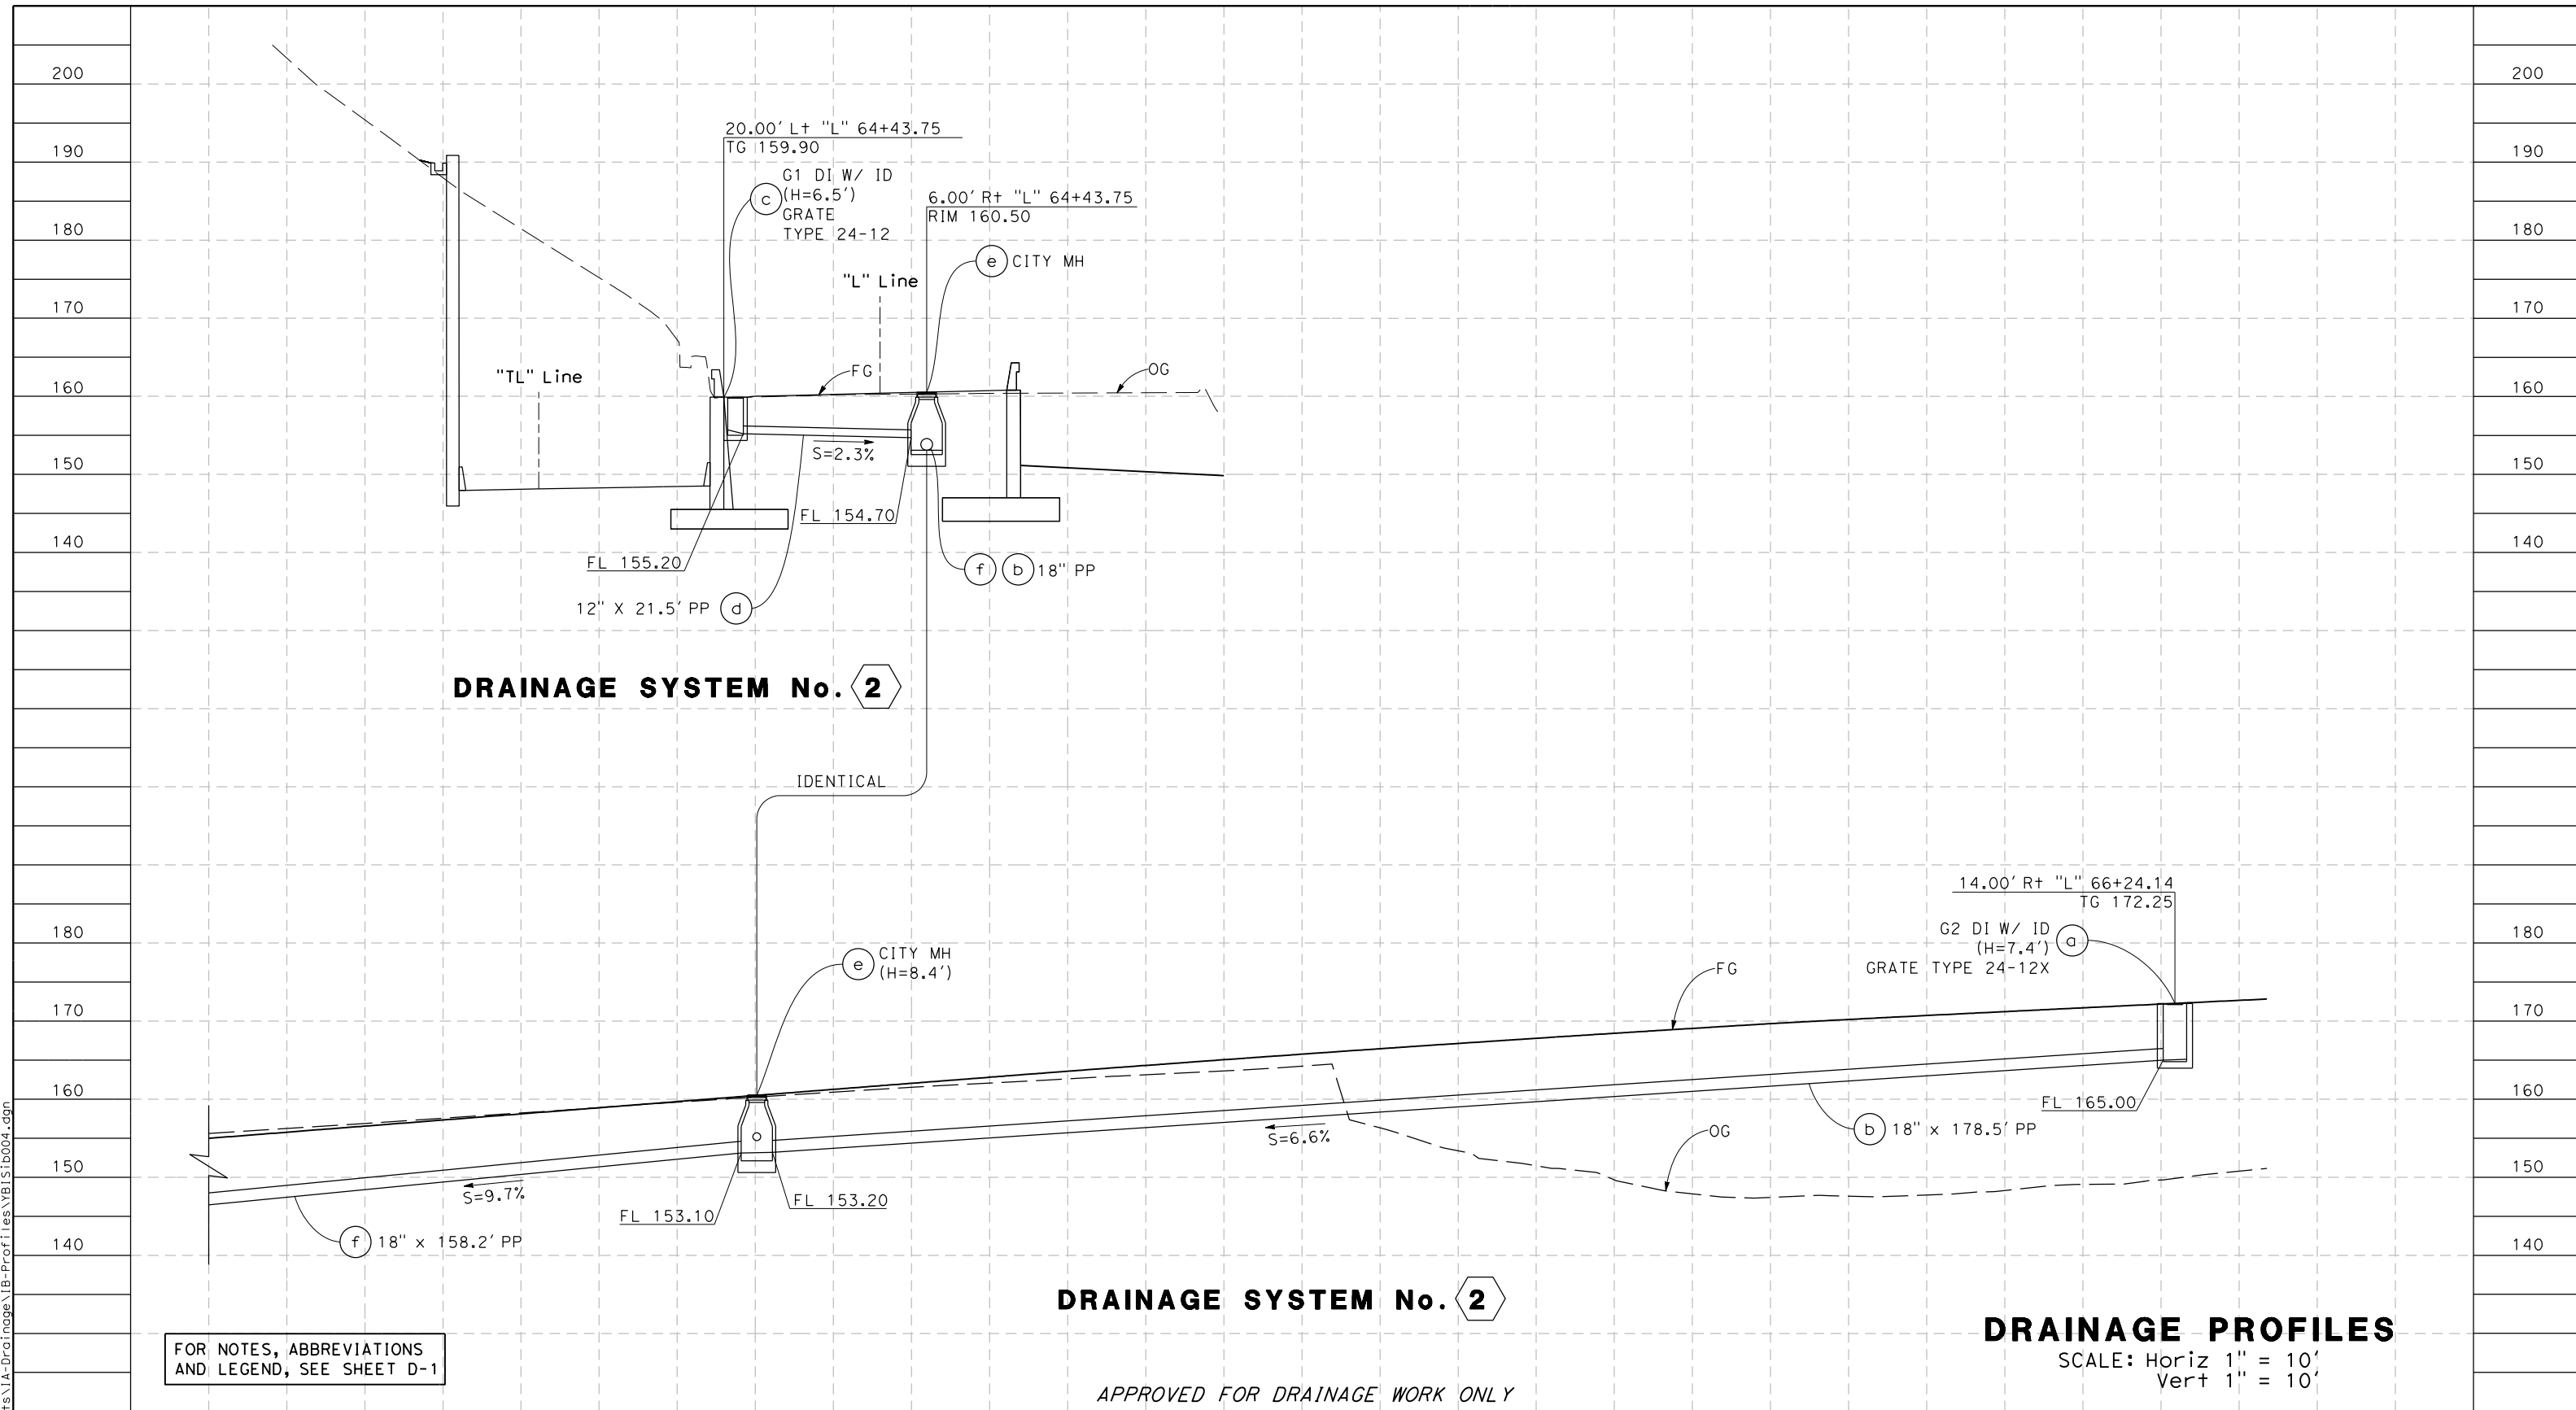 200
200
190
190
180
180
170
170
160
160
150
150
140
140
20.00' Lt "L" 64+43.75
TG 159.90
c
G1 DI W/ ID
(H=6.5')
GRATE
TYPE 24-12
6.00' Rt "L" 64+43.75
RIM 160.50
e CITY MH
"L" Line
"TL" Line
FG
OG
S=2.3%
FL 154.70
FL 155.20
f b 18" PP
12" X 21.5' PP d
DRAINAGE SYSTEM No. 2
IDENTICAL
14.00' Rt "L" 66+24.14
TG 172.25
G2 DI W/ ID
(H=7.4')
GRATE TYPE 24-12X
a
180
180
170
170
160
160
150
150
140
140
e CITY MH
(H=8.4')
FG
FL 165.00
b 18" x 178.5' PP
S=6.6%
OG
S=9.7%
FL 153.20
FL 153.10
f 18" x 158.2' PP
DRAINAGE SYSTEM No. 2
FOR NOTES, ABBREVIATIONS
AND LEGEND, SEE SHEET D-1
DRAINAGE PROFILES
SCALE: Horiz 1" = 10'
Vert 1" = 10'
APPROVED FOR DRAINAGE WORK ONLY
ts\IA-Drainage\IB-Profiles\YBISib004.dgn